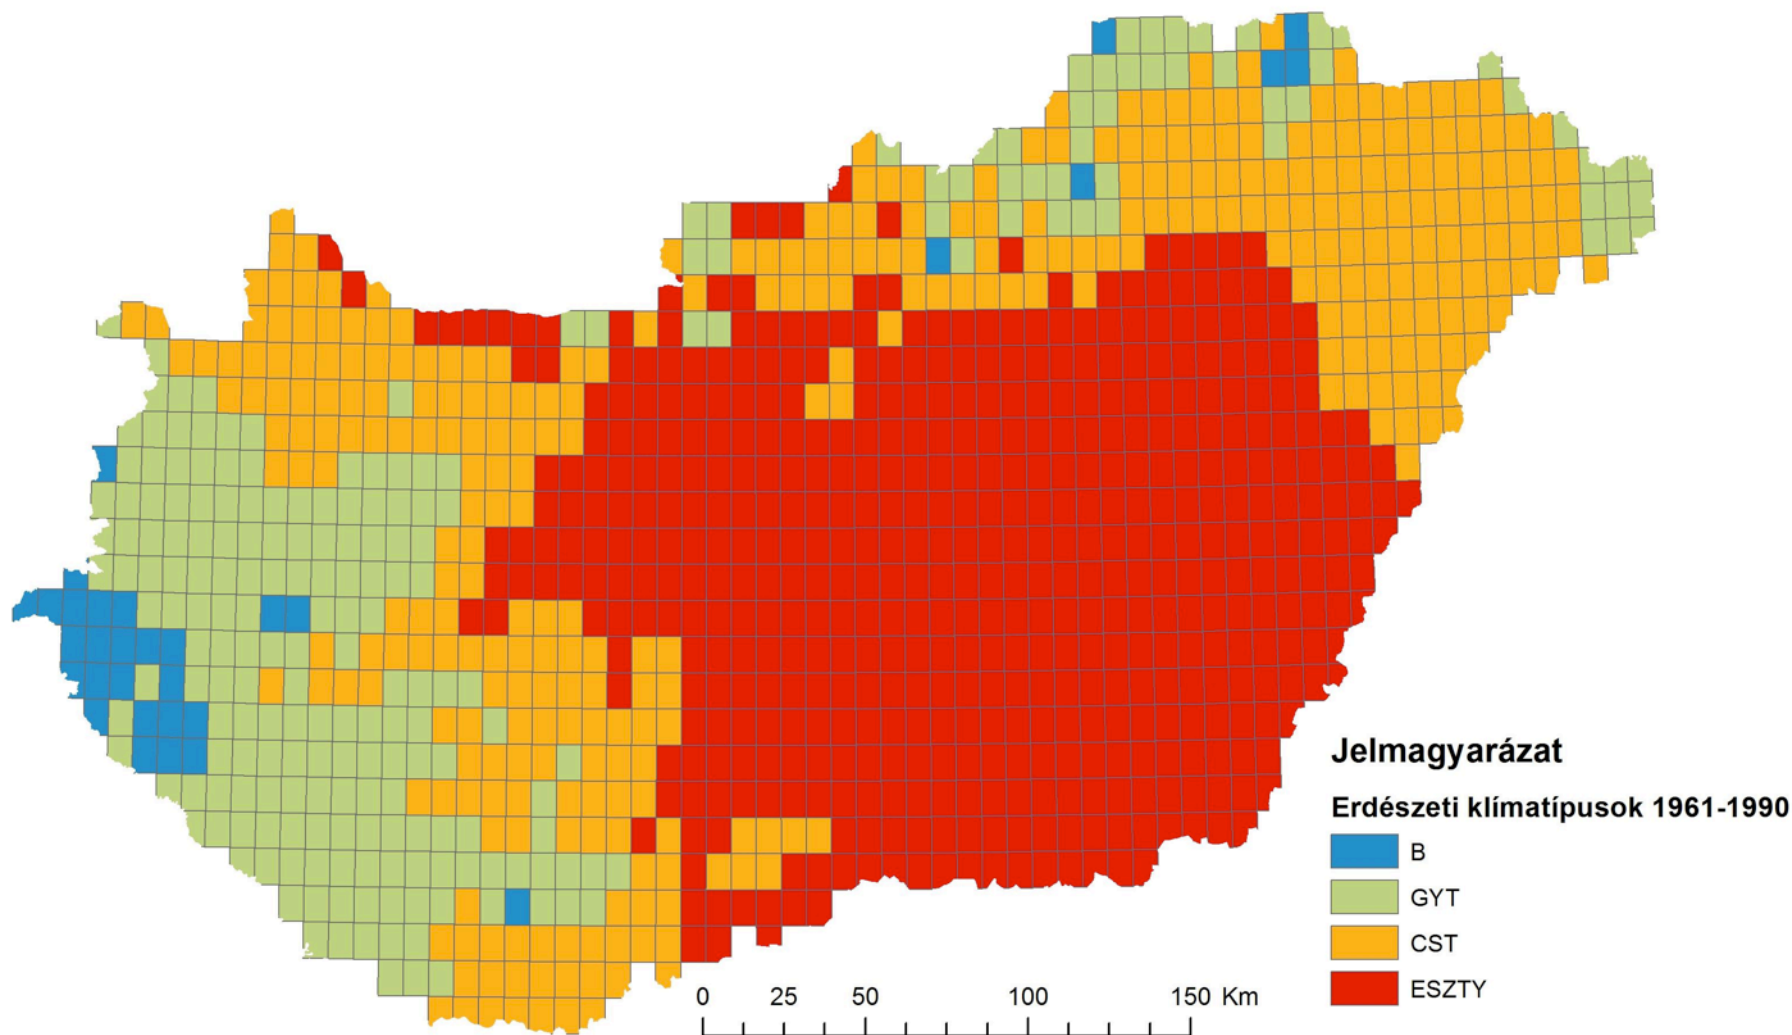 Jelmagyarázat
Erdészeti klímatípusok 1961-1990
B
GYT
CST
ESZTY
0 25 50 100 150 Km